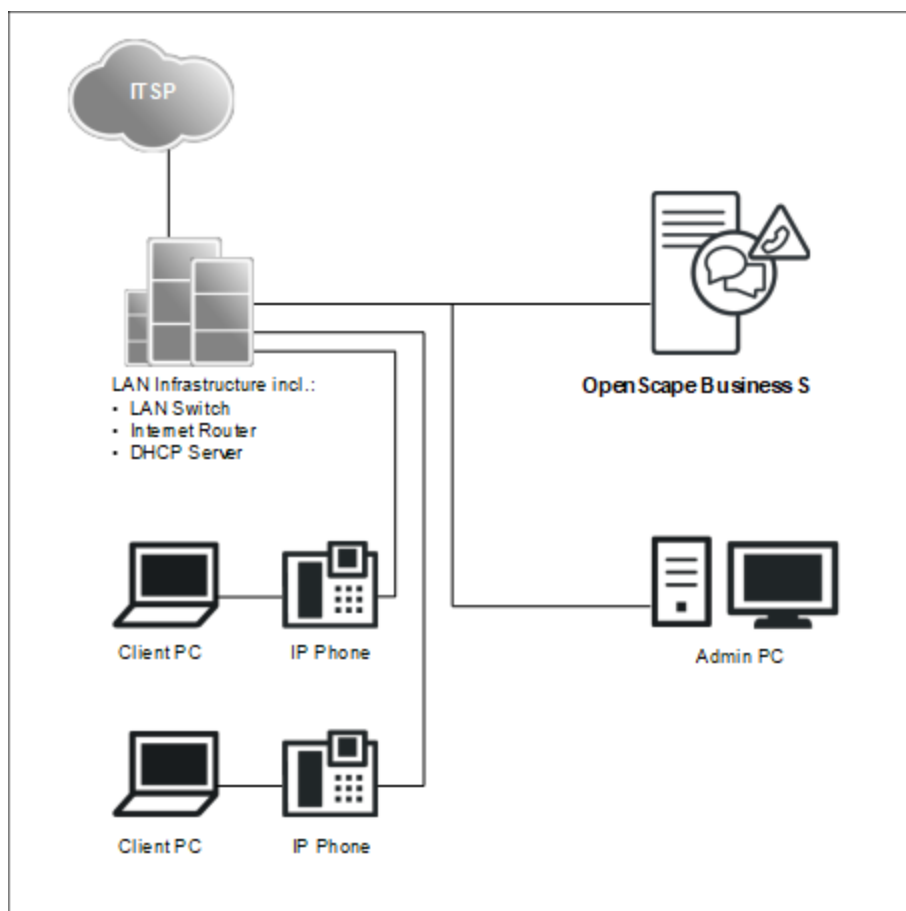 ITSP
LAN Infrastructure incl.:
• LAN Switch
• Internet Router
• DHCP Server
OpenScape Business S
Client PC
IP Phone
Admin PC
Client PC
IP Phone